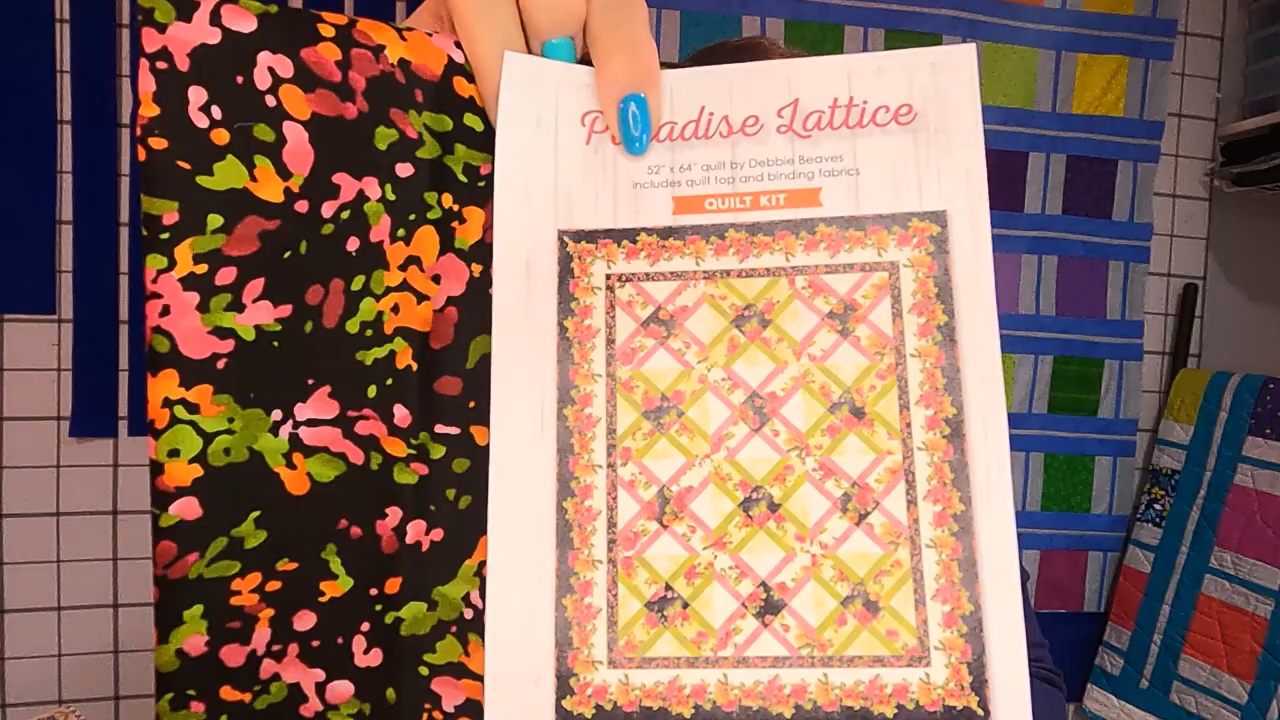 Paradise Lattice
52" x 64" quilt by Debbie Beaves
includes quilt top and binding fabrics
QUILT KIT